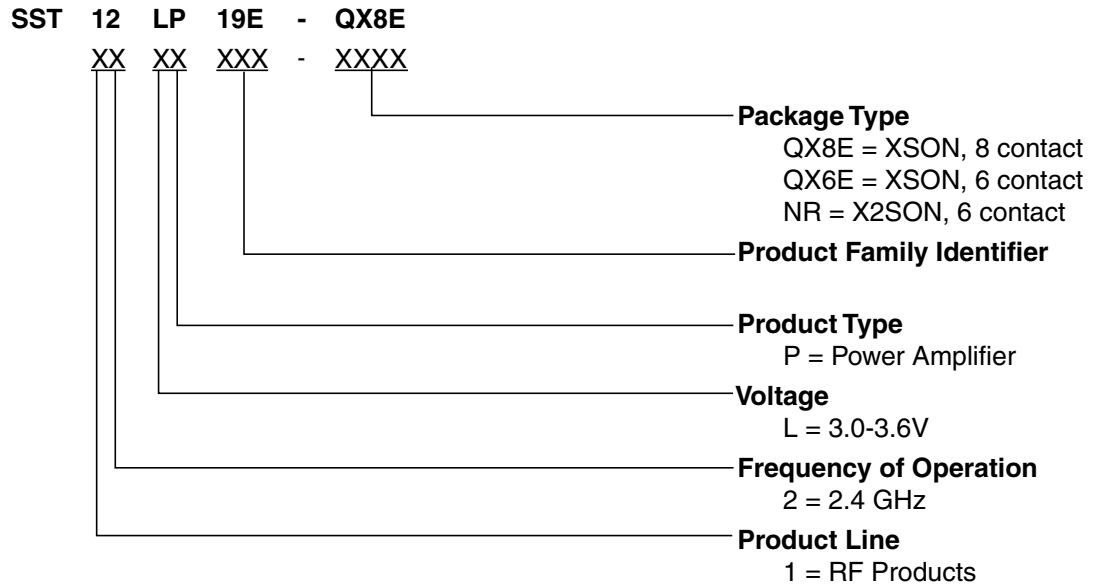 SST 12 LP 19E - QX8E
XX XX XXX - XXXX
Package Type
QX8E = XSON, 8 contact
QX6E = XSON, 6 contact
NR = X2SON, 6 contact
Product Family Identifier
Product Type
P = Power Amplifier
Voltage
L = 3.0-3.6V
Frequency of Operation
2 = 2.4 GHz
Product Line
1 = RF Products